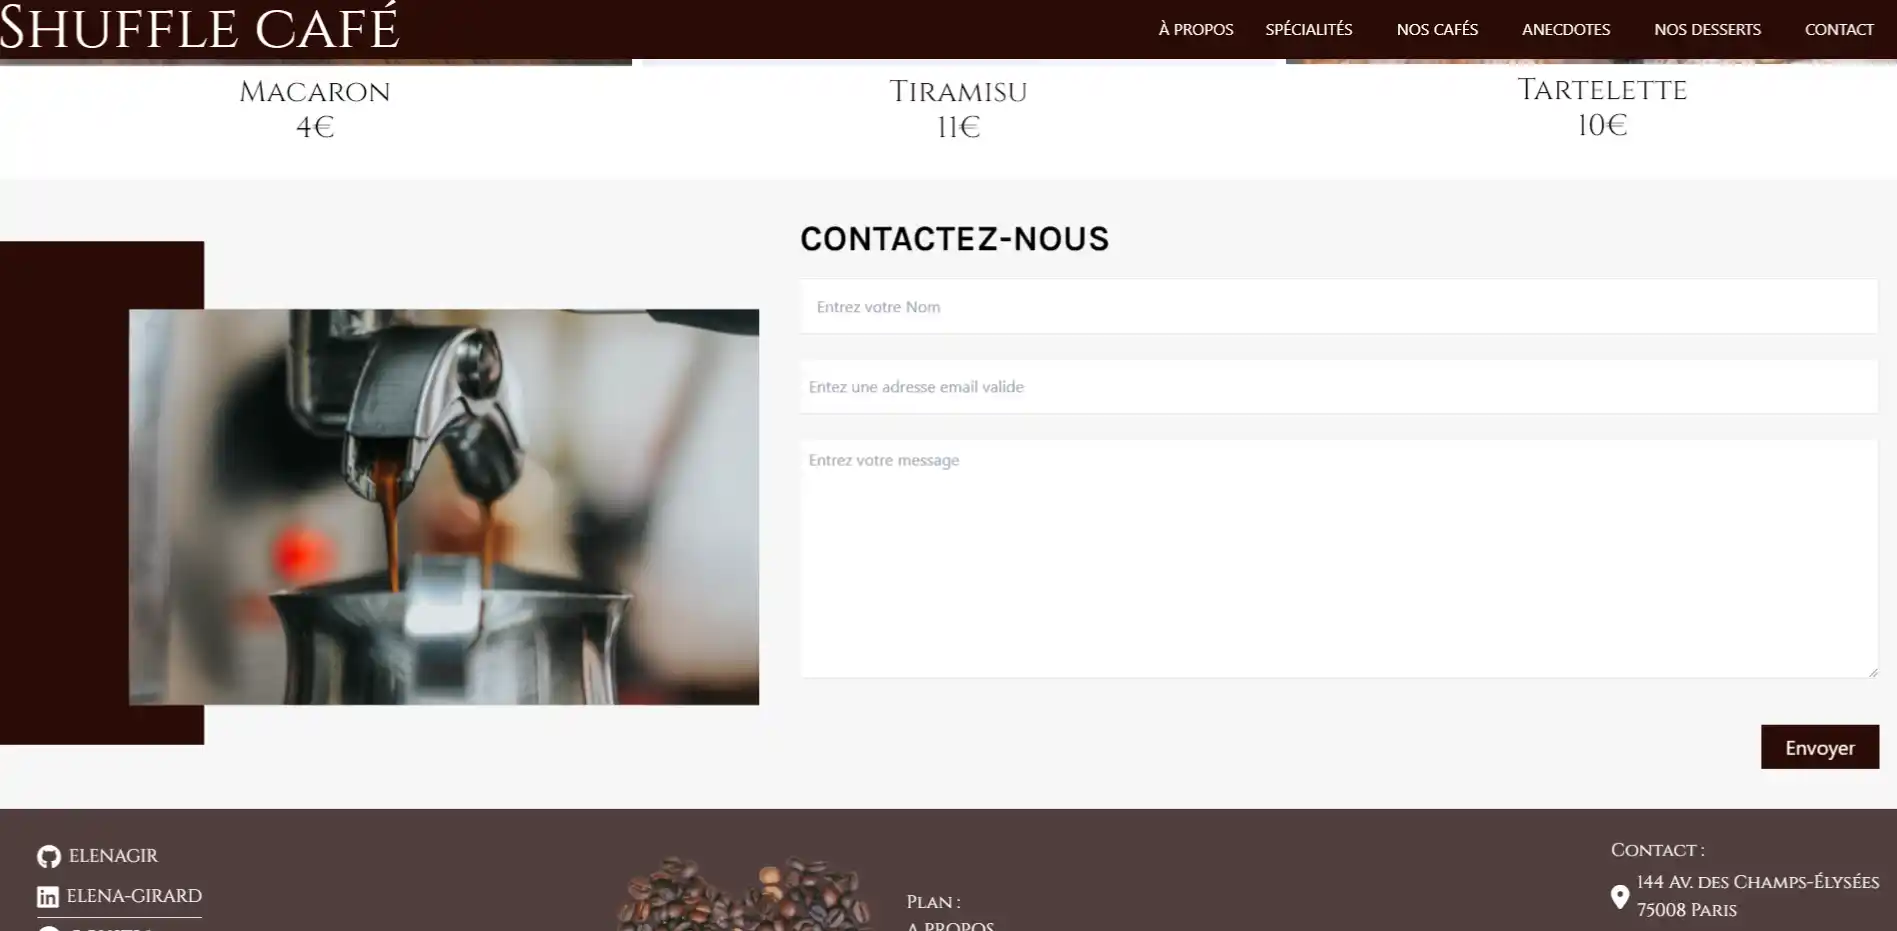 SHUFFLE CAFÉ
À PROPOS
SPÉCIALITÉS
NOS CAFÉS
ANECDOTES
NOS DESSERTS
CONTACT
MACARON
4€
TIRAMISU
11€
TARTELETTE
10€
CONTACTEZ-NOUS
Entrez votre Nom
Entez une adresse email valide
Entrez votre message
Envoyer
ELENAGIR
ELENA-GIRARD
PLAN :
A PROPOS
CONTACT :
144 AV. DES CHAMPS-ÉLYSÉES
75008 PARIS